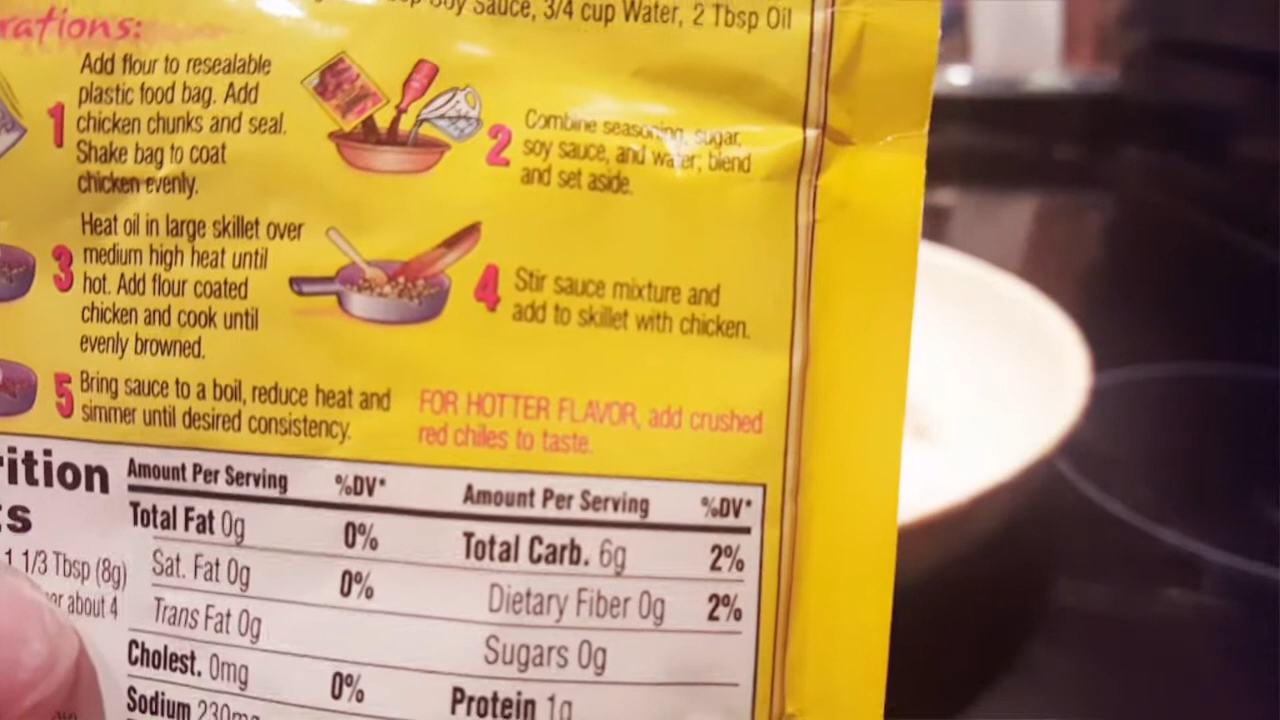 Soy Sauce, 3/4 cup Water, 2 Tbsp Oil
rations:
1 Add flour to resealable
plastic food bag. Add
chicken chunks and seal.
Shake bag to coat
chicken evenly.
2 Combine seasoning, sugar,
soy sauce, and water; blend
and set aside.
3 Heat oil in large skillet over
medium high heat until
hot. Add flour coated
chicken and cook until
evenly browned.
4 Stir sauce mixture and
add to skillet with chicken.
5 Bring sauce to a boil, reduce heat and
simmer until desired consistency.
FOR HOTTER FLAVOR, add crushed
red chiles to taste.
rition
s
1 1/3 Tbsp (8g)
about 4
Amount Per Serving %DV*
Total Fat 0g 0%
Sat. Fat 0g 0%
Trans Fat 0g
Cholest. 0mg 0%
Sodium 230mg
Amount Per Serving %DV*
Total Carb. 6g 2%
Dietary Fiber 0g 2%
Sugars 0g
Protein 1g